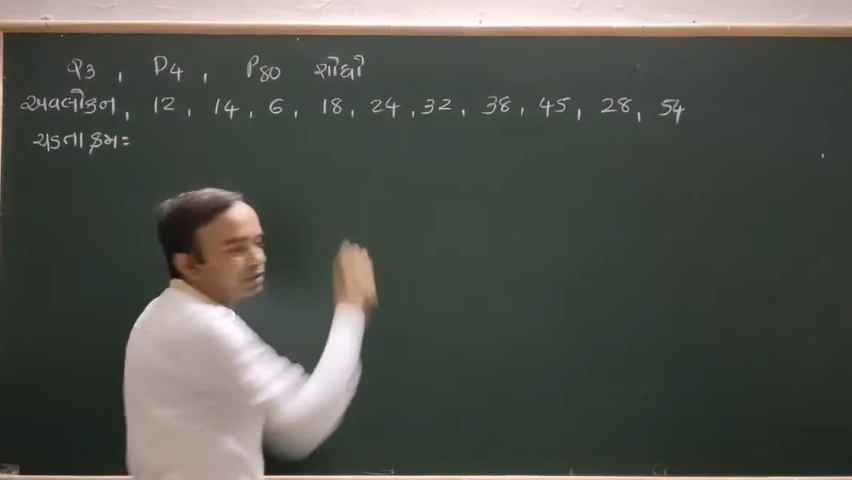 Q3, D4, P80 શોધો
અવલોકન, 12, 14, 6, 18, 24, 32, 38, 45, 28, 54
ચડતા ક્રમ=